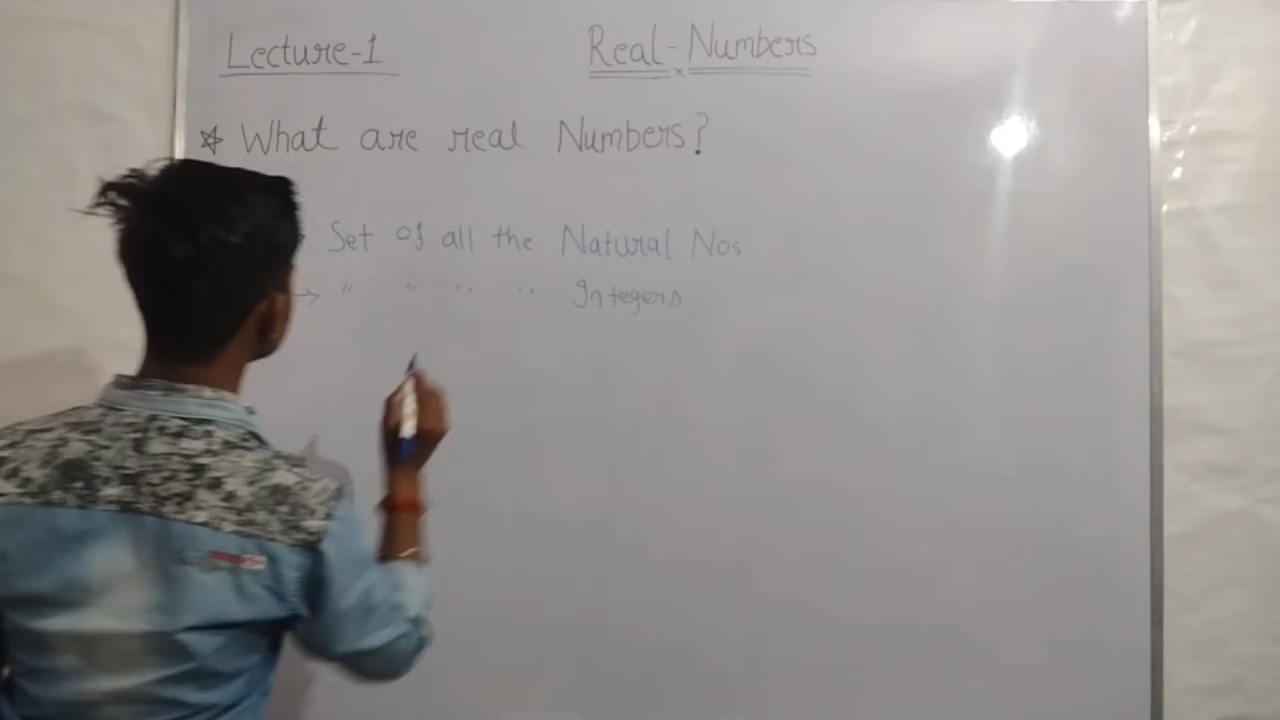 Lecture-1
Real-Numbers
☆ What are real Numbers?
Set of all the Natural Nos
→ " " " " Integers